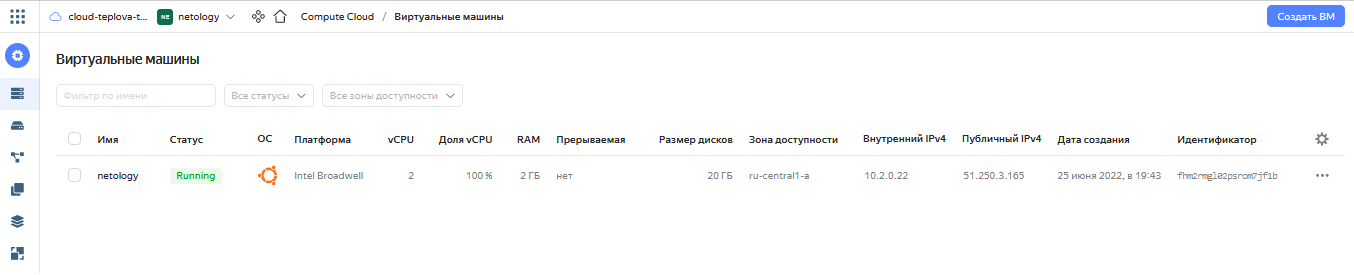 cloud-teplova-t... NE netology Compute Cloud / Виртуальные машины Создать ВМ
Виртуальные машины
Фильтр по имени Все статусы Все зоны доступности
Имя Статус ОС Платформа vCPU Доля vCPU RAM Прерываемая Размер дисков Зона доступности Внутренний IPv4 Публичный IPv4 Дата создания Идентификатор
netology Running Intel Broadwell 2 100 % 2 ГБ нет 20 ГБ ru-central1-a 10.2.0.22 51.250.3.165 25 июня 2022, в 19:43 fhm2rmgl02psrom7jf1b